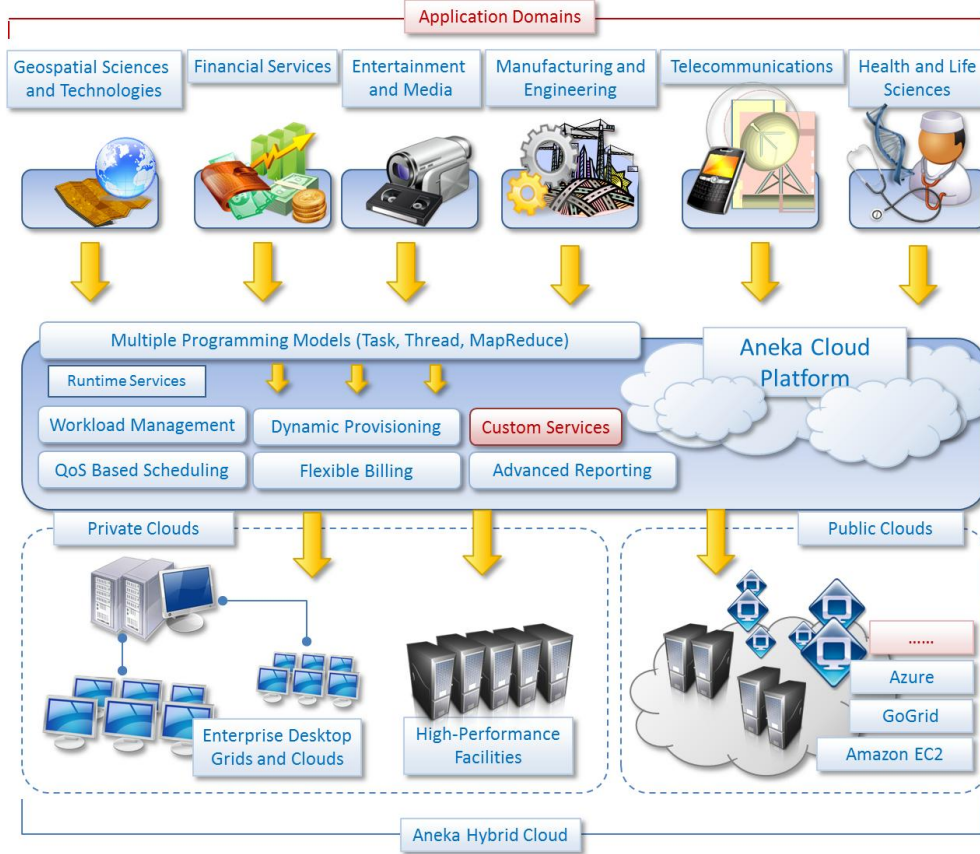 Application Domains
Geospatial Sciences
and Technologies
Financial Services
Entertainment
and Media
Manufacturing and
Engineering
Telecommunications
Health and Life
Sciences
Multiple Programming Models (Task, Thread, MapReduce)
Aneka Cloud
Platform
Runtime Services
Workload Management
Dynamic Provisioning
Custom Services
QoS Based Scheduling
Flexible Billing
Advanced Reporting
Private Clouds
Public Clouds
......
Azure
GoGrid
Amazon EC2
Enterprise Desktop
Grids and Clouds
High-Performance
Facilities
Aneka Hybrid Cloud